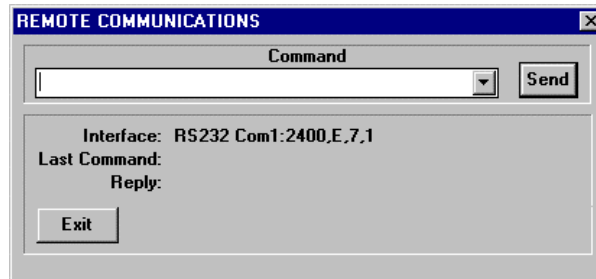 REMOTE COMMUNICATIONS
Command
Send
Interface: RS232 Com1:2400,E,7,1
Last Command:
Reply:
Exit